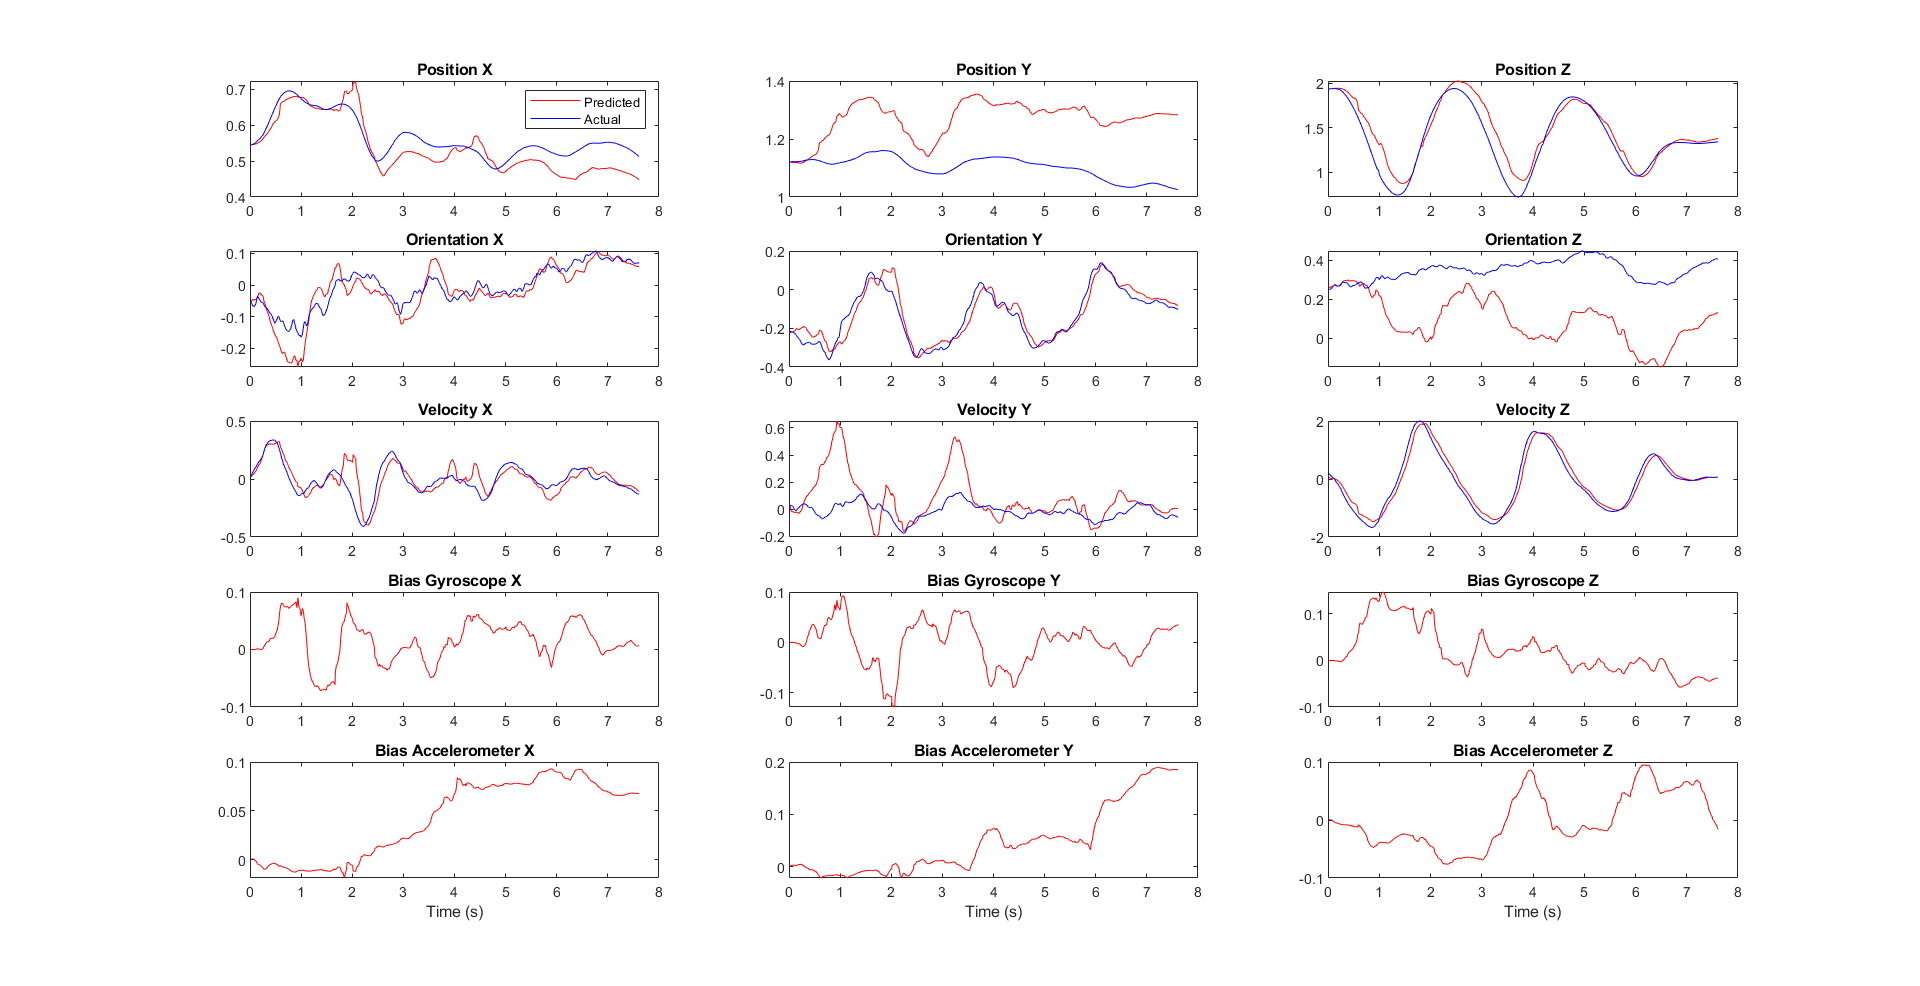 Position X Position Y Position Z
0.7 1.4 2
Predicted
Actual
0.6 1.2 1.5
0.5 1
0.4 1
0 1 2 3 4 5 6 7 8 0 1 2 3 4 5 6 7 8 0 1 2 3 4 5 6 7 8
Orientation X Orientation Y Orientation Z
0.1 0.2 0.4
0 0 0.2
-0.1 -0.2 0
-0.2 -0.4
0 1 2 3 4 5 6 7 8 0 1 2 3 4 5 6 7 8 0 1 2 3 4 5 6 7 8
Velocity X Velocity Y Velocity Z
0.5 0.6 2
0.4
0 0.2 0
0
-0.5 -0.2 -2
0 1 2 3 4 5 6 7 8 0 1 2 3 4 5 6 7 8 0 1 2 3 4 5 6 7 8
Bias Gyroscope X Bias Gyroscope Y Bias Gyroscope Z
0.1 0.1 0.1
0 0 0
-0.1 -0.1 -0.1
0 1 2 3 4 5 6 7 8 0 1 2 3 4 5 6 7 8 0 1 2 3 4 5 6 7 8
Bias Accelerometer X Bias Accelerometer Y Bias Accelerometer Z
0.1 0.2 0.1
0.05 0.1 0
0 0 -0.1
0 1 2 3 4 5 6 7 8 0 1 2 3 4 5 6 7 8 0 1 2 3 4 5 6 7 8
Time (s) Time (s) Time (s)